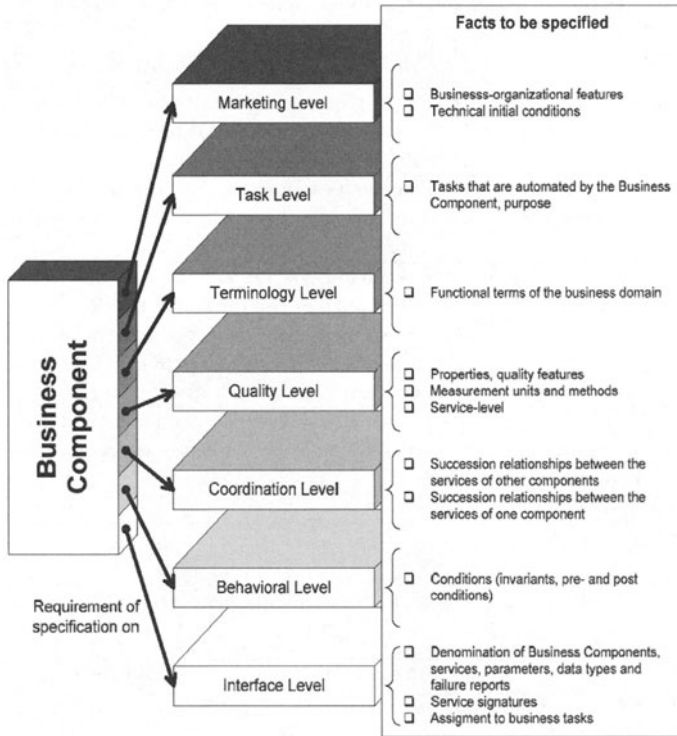 Facts to be specified
Marketing Level
❑ Businesss-organizational features
❑ Technical initial conditions
Task Level
❑ Tasks that are automated by the Business
Component, purpose
Terminology Level
❑ Functional terms of the business domain
Business
Component
Quality Level
❑ Properties, quality features
❑ Measurement units and methods
❑ Service-level
Coordination Level
❑ Succession relationships between the
services of other components
❑ Succession relationships between the
services of one component
Behavioral Level
❑ Conditions (invariants, pre- and post
conditions)
Requirement of
specification on
Interface Level
❑ Denomination of Business Components,
services, parameters, data types and
failure reports
❑ Service signatures
❑ Assigment to business tasks